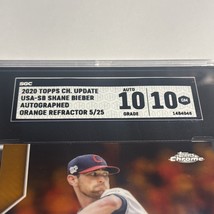 SGC
2020 TOPPS CH. UPDATE
USA-SB SHANE BIEBER
AUTOGRAPHED
ORANGE REFRACTOR 5/25
AUTO
10
GRADE
10
GM
Topps
Chrome